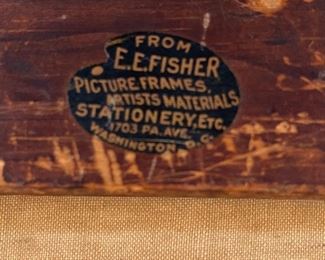 FROM
E.E.FISHER
PICTURE FRAMES,
ARTISTS MATERIALS,
STATIONERY, ETC.
1703 PA. AVE.
WASHINGTON, D.C.